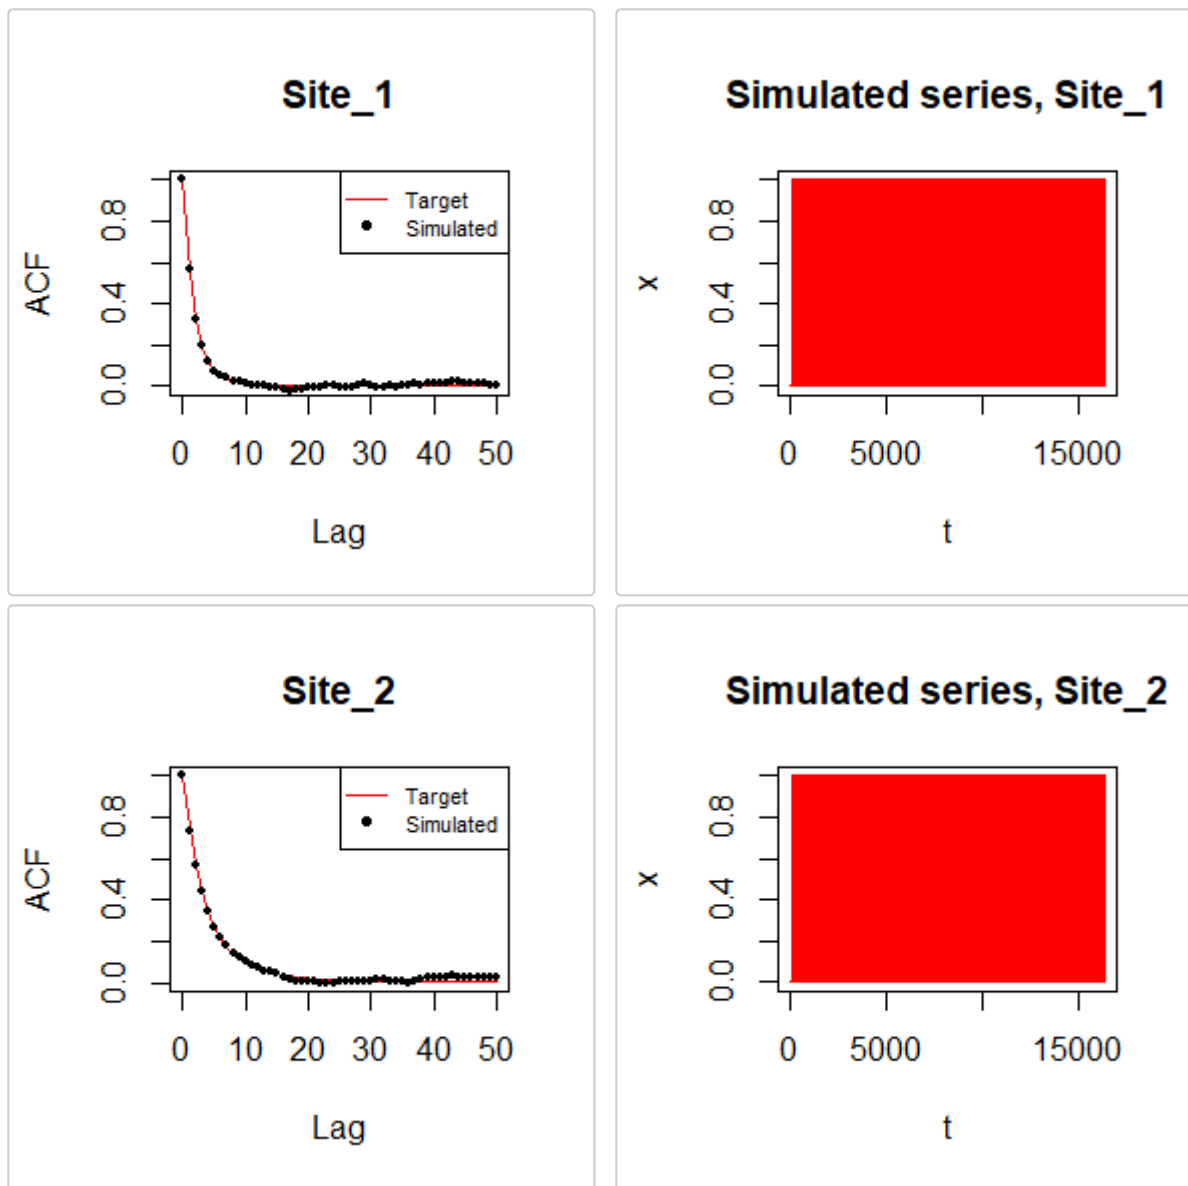 Site_1
Target
Simulated
ACF
0.0 0.4 0.8
0 10 20 30 40 50
Lag
Simulated series, Site_1
x
0.0 0.4 0.8
0 5000 15000
t
Site_2
Target
Simulated
ACF
0.0 0.4 0.8
0 10 20 30 40 50
Lag
Simulated series, Site_2
x
0.0 0.4 0.8
0 5000 15000
t